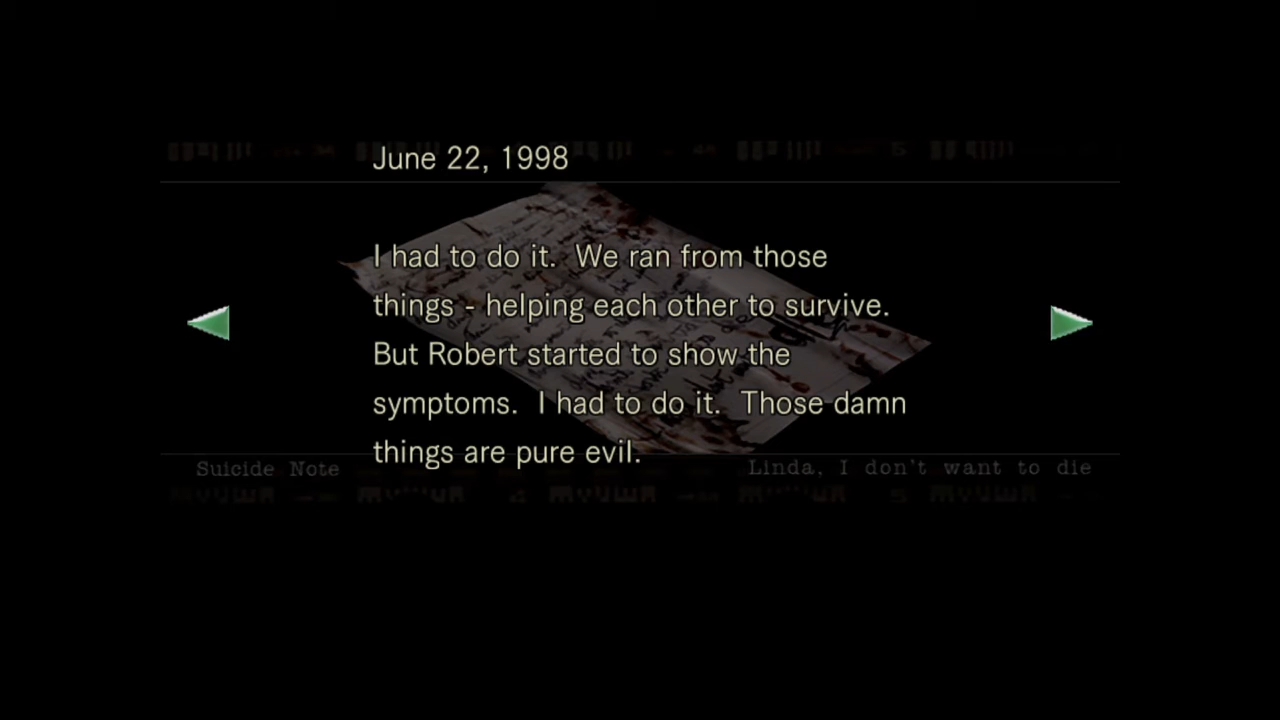 June 22, 1998
I had to do it. We ran from those
things - helping each other to survive.
But Robert started to show the
symptoms. I had to do it. Those damn
things are pure evil.
Suicide Note
Linda, I don't want to die